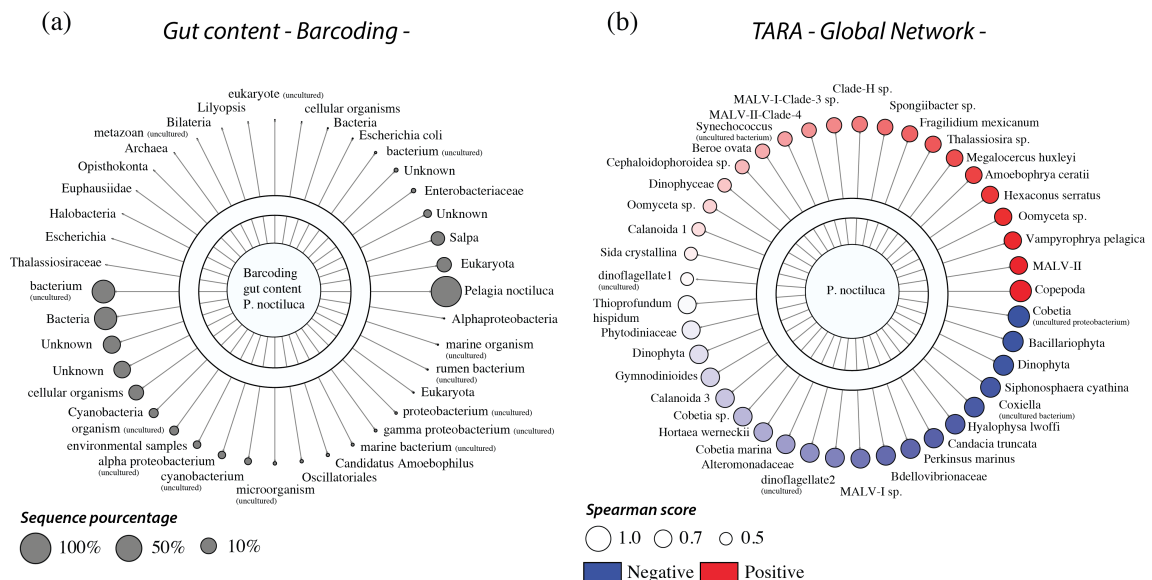 (a)
Gut content - Barcoding -
eukaryote (uncultured)
Lilyopsis
cellular organisms
Bilateria
Bacteria
metazoan (uncultured)
Escherichia coli
Archaea
bacterium (uncultured)
Opisthokonta
Unknown
Euphausiidae
Enterobacteriaceae
Halobacteria
Unknown
Escherichia
Salpa
Thalassiosiraceae
Eukaryota
bacterium
(uncultured)
Barcoding
gut content
P. noctiluca
Pelagia noctiluca
Bacteria
Alphaproteobacteria
Unknown
marine organism
(uncultured)
Unknown
rumen bacterium
(uncultured)
cellular organisms
Eukaryota
Cyanobacteria
proteobacterium (uncultured)
organism (uncultured)
gamma proteobacterium (uncultured)
environmental samples
marine bacterium (uncultured)
alpha proteobacterium
(uncultured)
Candidatus Amoebophilus
cyanobacterium
(uncultured)
Oscillatoriales
microorganism
(uncultured)
Sequence pourcentage
100%
50%
10%
(b)
TARA - Global Network -
Clade-H sp.
MALV-I-Clade-3 sp.
Spongiibacter sp.
MALV-II-Clade-4
Fragilidium mexicanum
Synechococcus
(uncultured bacterium)
Thalassiosira sp.
Beroe ovata
Megalocercus huxleyi
Cephaloidophoroidea sp.
Amoebophrya ceratii
Dinophyceae
Hexaconus serratus
Oomyceta sp.
Oomyceta sp.
Calanoida 1
Vampyrophrya pelagica
Sida crystallina
MALV-II
dinoflagellate1
(uncultured)
P. noctiluca
Copepoda
Thioprofundum
hispidum
Cobetia
(uncultured proteobacterium)
Phytodiniaceae
Bacillariophyta
Dinophyta
Dinophyta
Gymnodinioides
Siphonosphaera cyathina
Calanoida 3
Coxiella
(uncultured bacterium)
Cobetia sp.
Hyalophysa lwoffi
Hortaea werneckii
Candacia truncata
Cobetia marina
Perkinsus marinus
Alteromonadaceae
Bdellovibrionaceae
dinoflagellate2
(uncultured)
MALV-I sp.
Spearman score
1.0
0.7
0.5
Negative
Positive